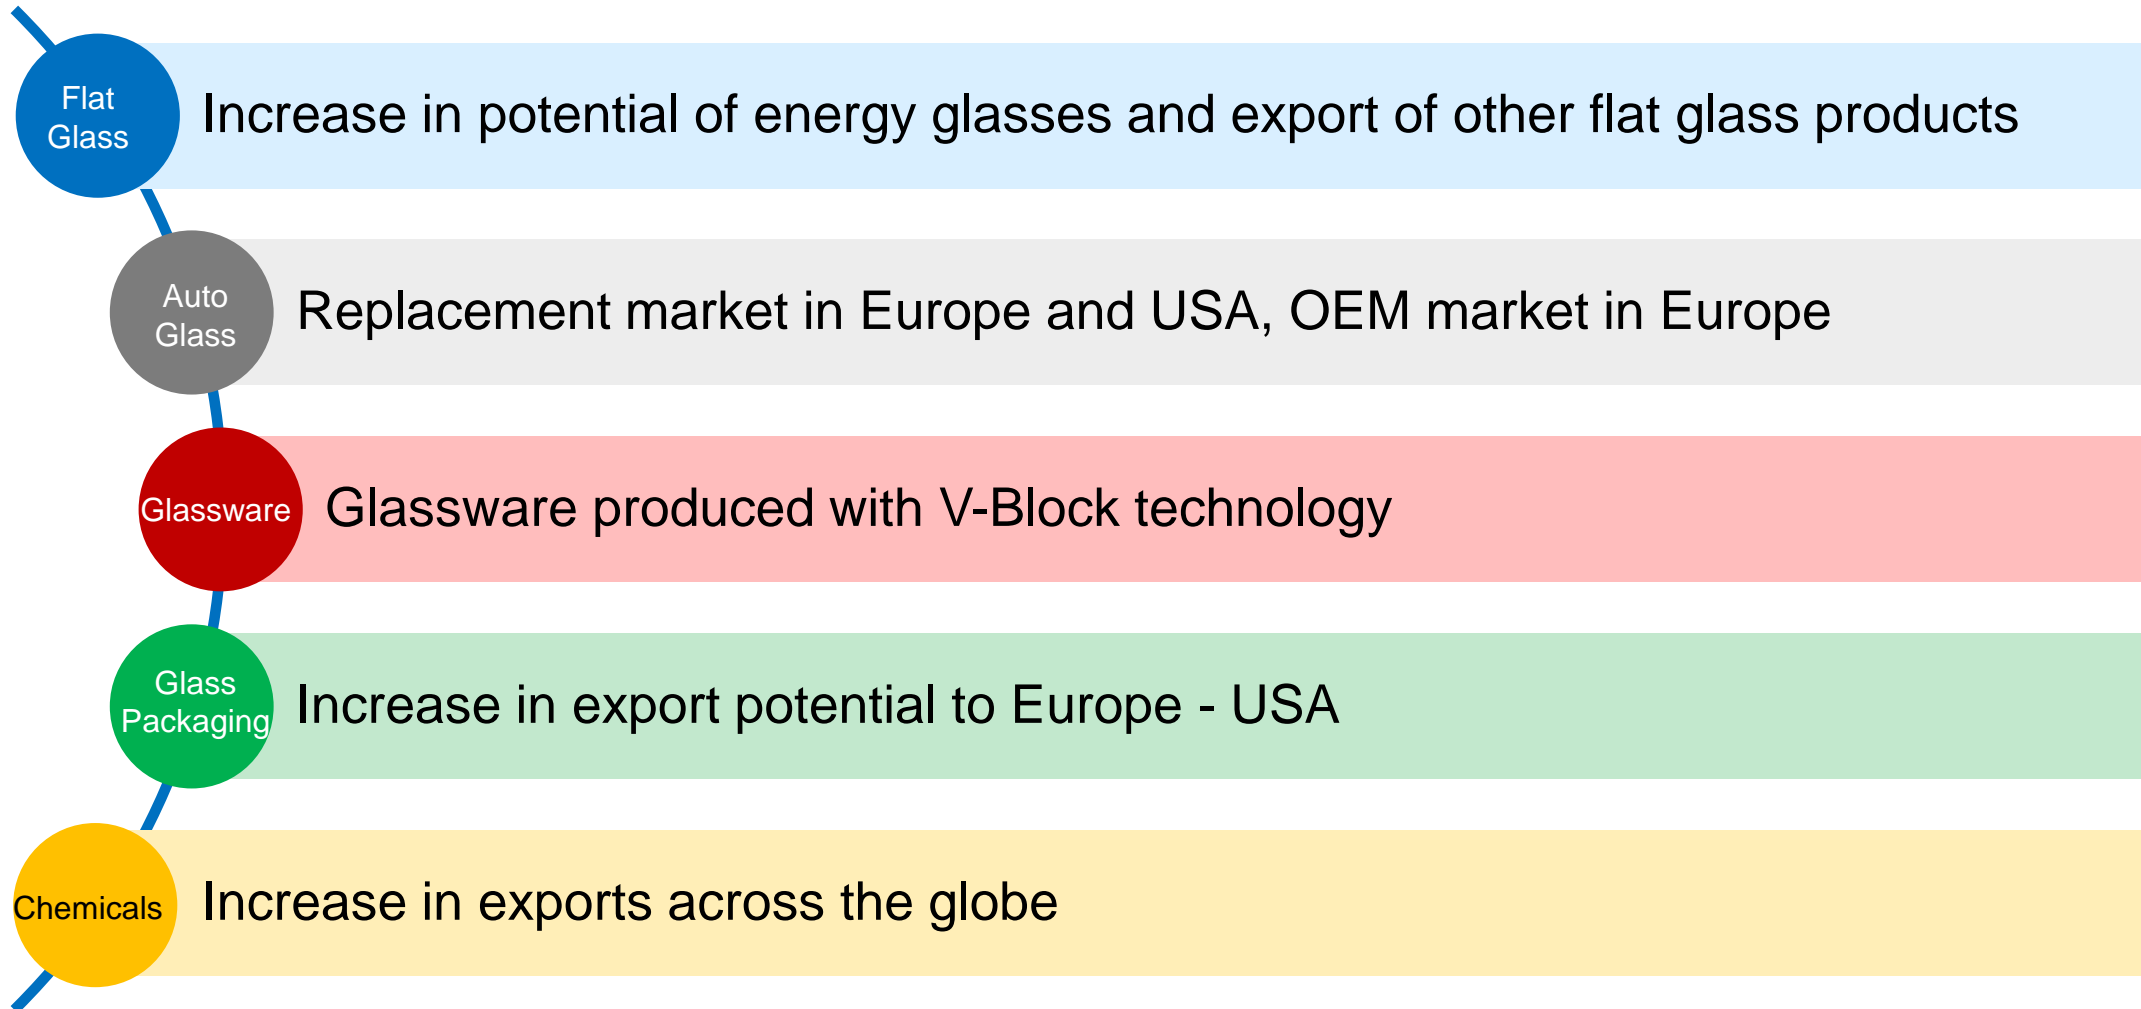 Flat
Glass
Increase in potential of energy glasses and export of other flat glass products
Auto
Glass
Replacement market in Europe and USA, OEM market in Europe
Glassware
Glassware produced with V-Block technology
Glass
Packaging
Increase in export potential to Europe - USA
Chemicals
Increase in exports across the globe